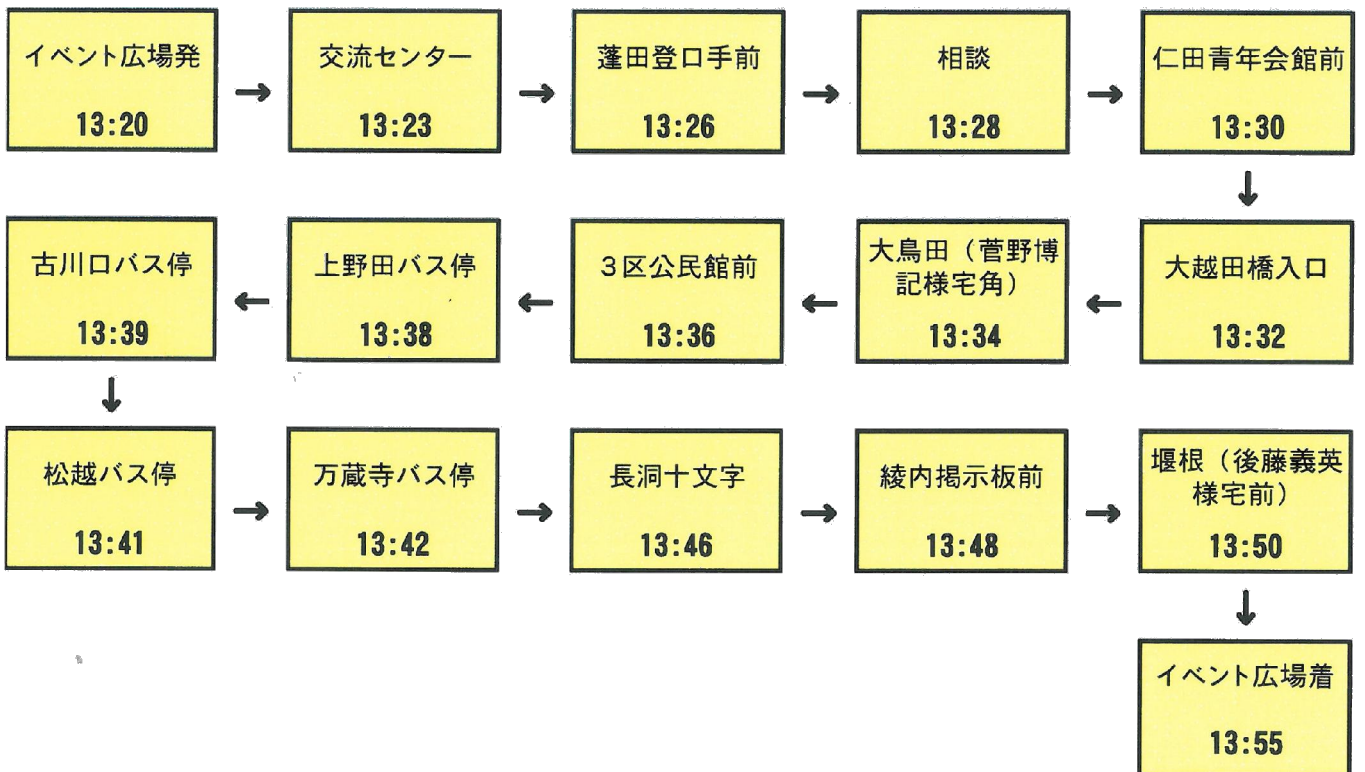 イベント広場発
13:20
交流センター
13:23
蓬田登口手前
13:26
相談
13:28
仁田青年会館前
13:30
大越田橋入口
13:32
大鳥田（菅野博
記様宅角）
13:34
３区公民館前
13:36
上野田バス停
13:38
古川口バス停
13:39
松越バス停
13:41
万蔵寺バス停
13:42
長洞十文字
13:46
綾内掲示板前
13:48
堰根（後藤義英
様宅前）
13:50
イベント広場着
13:55